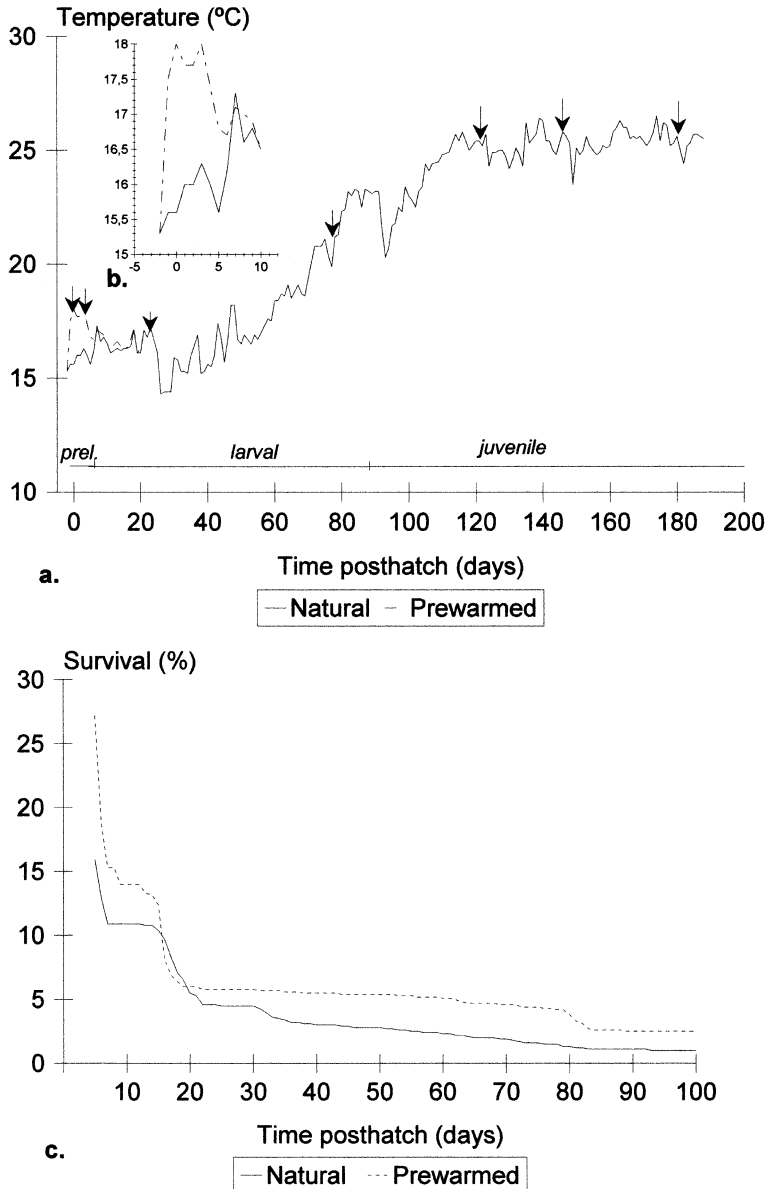 Temperature (ºC)
30
25
20
15
10
18
17,5
17
16,5
16
15,5
15
-5 0 5 10
b.
prel. larval juvenile
0 20 40 60 80 100 120 140 160 180 200
Time posthatch (days)
a.
Natural Prewarmed
Survival (%)
30
25
20
15
10
5
0
10 20 30 40 50 60 70 80 90 100
Time posthatch (days)
c.
Natural Prewarmed